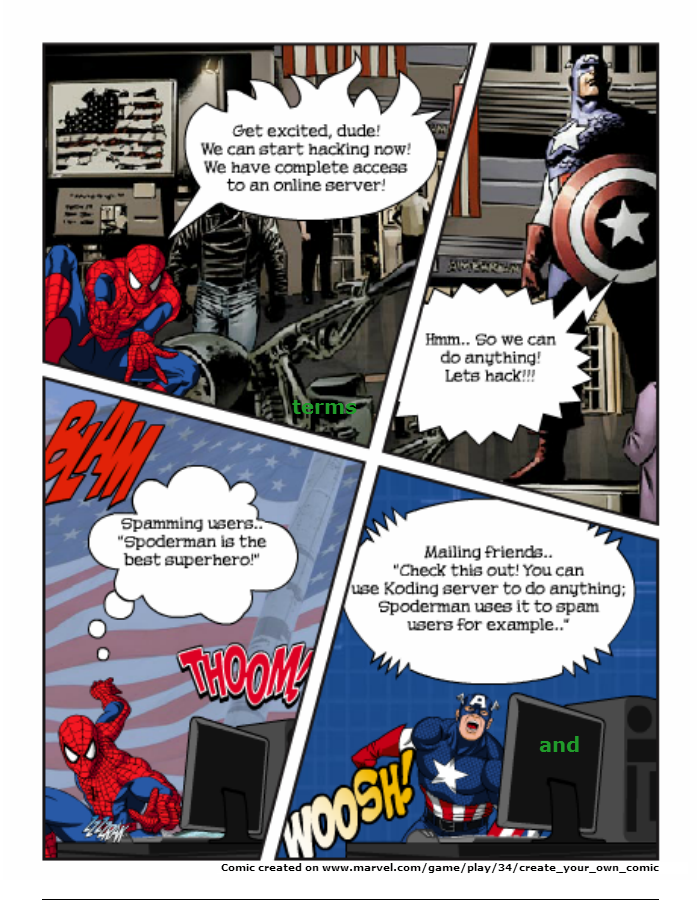 Get excited, dude!
We can start hacking now!
We have complete access
to an online server!
Hmm.. So we can
do anything!
Lets hack!!!
terms
BLAM
Spamming users..
"Spoderman is the
best superhero!"
THOOM!
Mailing friends..
"Check this out! You can
use Koding server to do anything;
Spoderman uses it to spam
users for example.."
A
and
WOOSH!
Comic created on www.marvel.com/game/play/34/create_your_own_comic